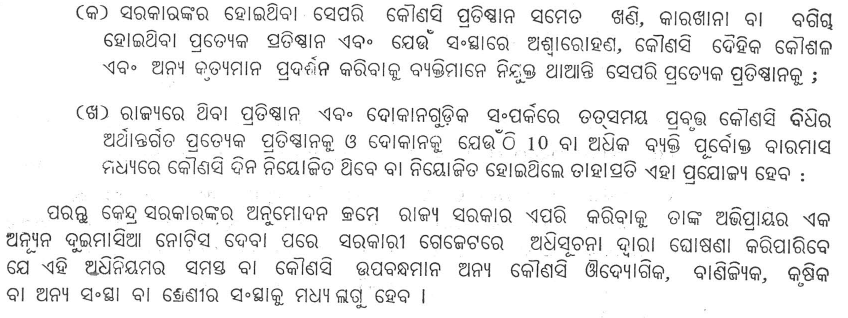 (କ) ସରକାରଙ୍କର ହୋଇଥିବା ସେପରି କୌଣସି ପ୍ରତିଷ୍ଠାନ ସମେତ ଖଣି, କାରଖାନା ବା ବଗିଚା
ହୋଇଥିବା ପ୍ରତ୍ୟେକ ପ୍ରତିଷ୍ଠାନ ଏବଂ ଯେଉଁ ସଂସ୍ଥାରେ ଅଶ୍ୱାରୋହଣ, କୌଣସି ଦୈହିକ କୌଶଳ
ଏବଂ ଅନ୍ୟ କୃତ୍ୟମାନ ପ୍ରଦର୍ଶନ କରିବାକୁ ବ୍ୟକ୍ତିମାନେ ନିଯୁକ୍ତ ଥାଆନ୍ତି ସେପରି ପ୍ରତ୍ୟେକ ପ୍ରତିଷ୍ଠାନକୁ ;
(ଖ) ରାଜ୍ୟରେ ଥିବା ପ୍ରତିଷ୍ଠାନ ଏବଂ ଦୋକାନଗୁଡ଼ିକ ସଂପର୍କରେ ତତ୍‌ସମୟ ପ୍ରବୃତ୍ତ କୌଣସି ବିଧିର
ଅର୍ଥାନ୍ତର୍ଗତ ପ୍ରତ୍ୟେକ ପ୍ରତିଷ୍ଠାନକୁ ଓ ଦୋକାନକୁ ଯେଉଁଠି 10 ବା ଅଧିକ ବ୍ୟକ୍ତି ପୂର୍ବୋକ୍ତ ବାରମାସ
ମଧ୍ୟରେ କୌଣସି ଦିନ ନିୟୋଜିତ ଥିବେ ବା ନିୟୋଜିତ ହୋଇଥିଲେ ତାହାପ୍ରତି ଏହା ପ୍ରଯୋଜ୍ୟ ହେବ :
ପରନ୍ତୁ କେନ୍ଦ୍ର ସରକାରଙ୍କର ଅନୁମୋଦନ କ୍ରମେ ରାଜ୍ୟ ସରକାର ଏପରି କରିବାକୁ ତାଙ୍କ ଅଭିପ୍ରାୟର ଏକ
ଅନ୍ୟୂନ ଦୁଇମାସିଆ ନୋଟିସ ଦେବା ପରେ ସରକାରୀ ଗେଜେଟରେ ଅଧିସୂଚନା ଦ୍ୱାରା ଘୋଷଣା କରିପାରିବେ
ଯେ ଏହି ଅଧିନିୟମର ସମସ୍ତ ବା କୌଣସି ଉପବନ୍ଧମାନ ଅନ୍ୟ କୌଣସି ଔଦ୍ୟୋଗିକ, ବାଣିଜ୍ୟିକ, କୃଷିକ
ବା ଅନ୍ୟ ସଂସ୍ଥା ବା ଶ୍ରେଣୀର ସଂସ୍ଥାକୁ ମଧ୍ୟ ଲାଗୁ ହେବ ।